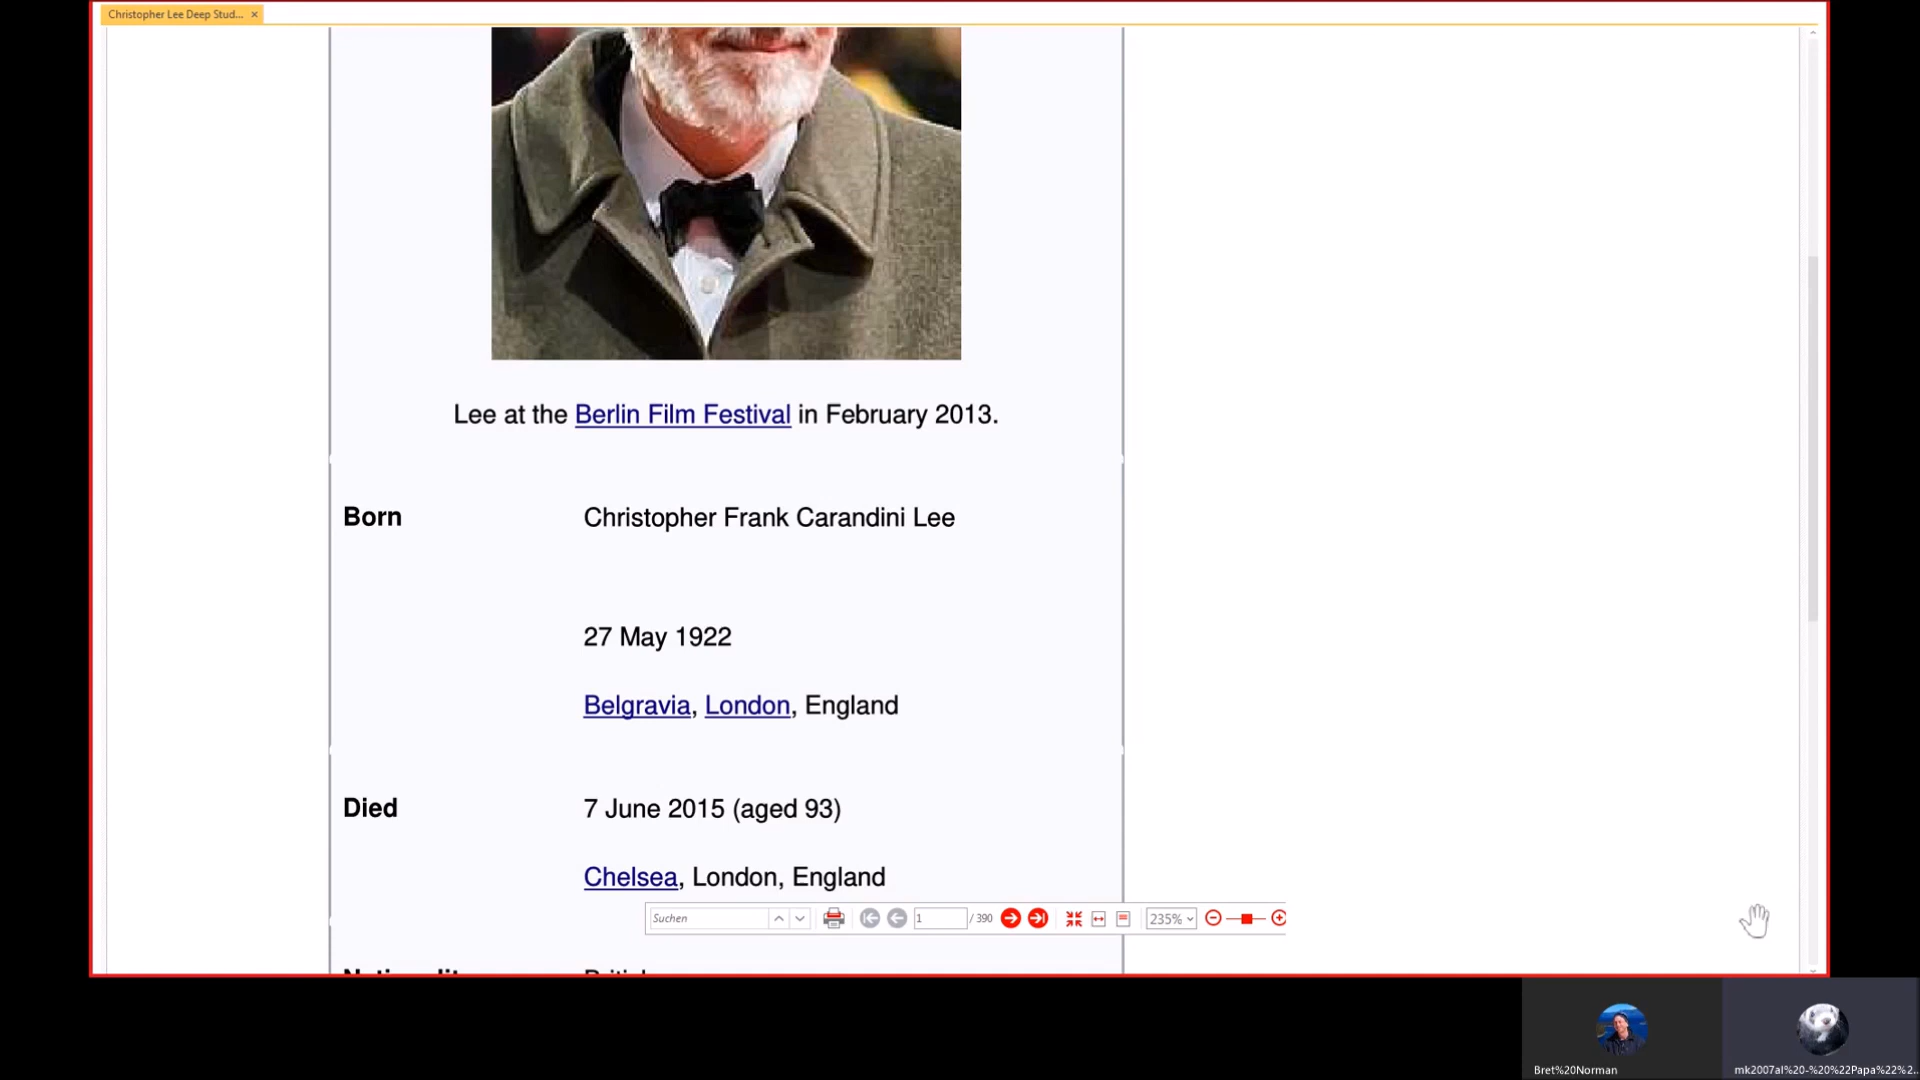 Christopher Lee Deep Stud...
Lee at the Berlin Film Festival in February 2013.
Born
Christopher Frank Carandini Lee
27 May 1922
Belgravia, London, England
Died
7 June 2015 (aged 93)
Chelsea, London, England
Suchen
1
/ 390
235%
Bret%20Norman
mk2007al%20-%20%22Papa%22%2...